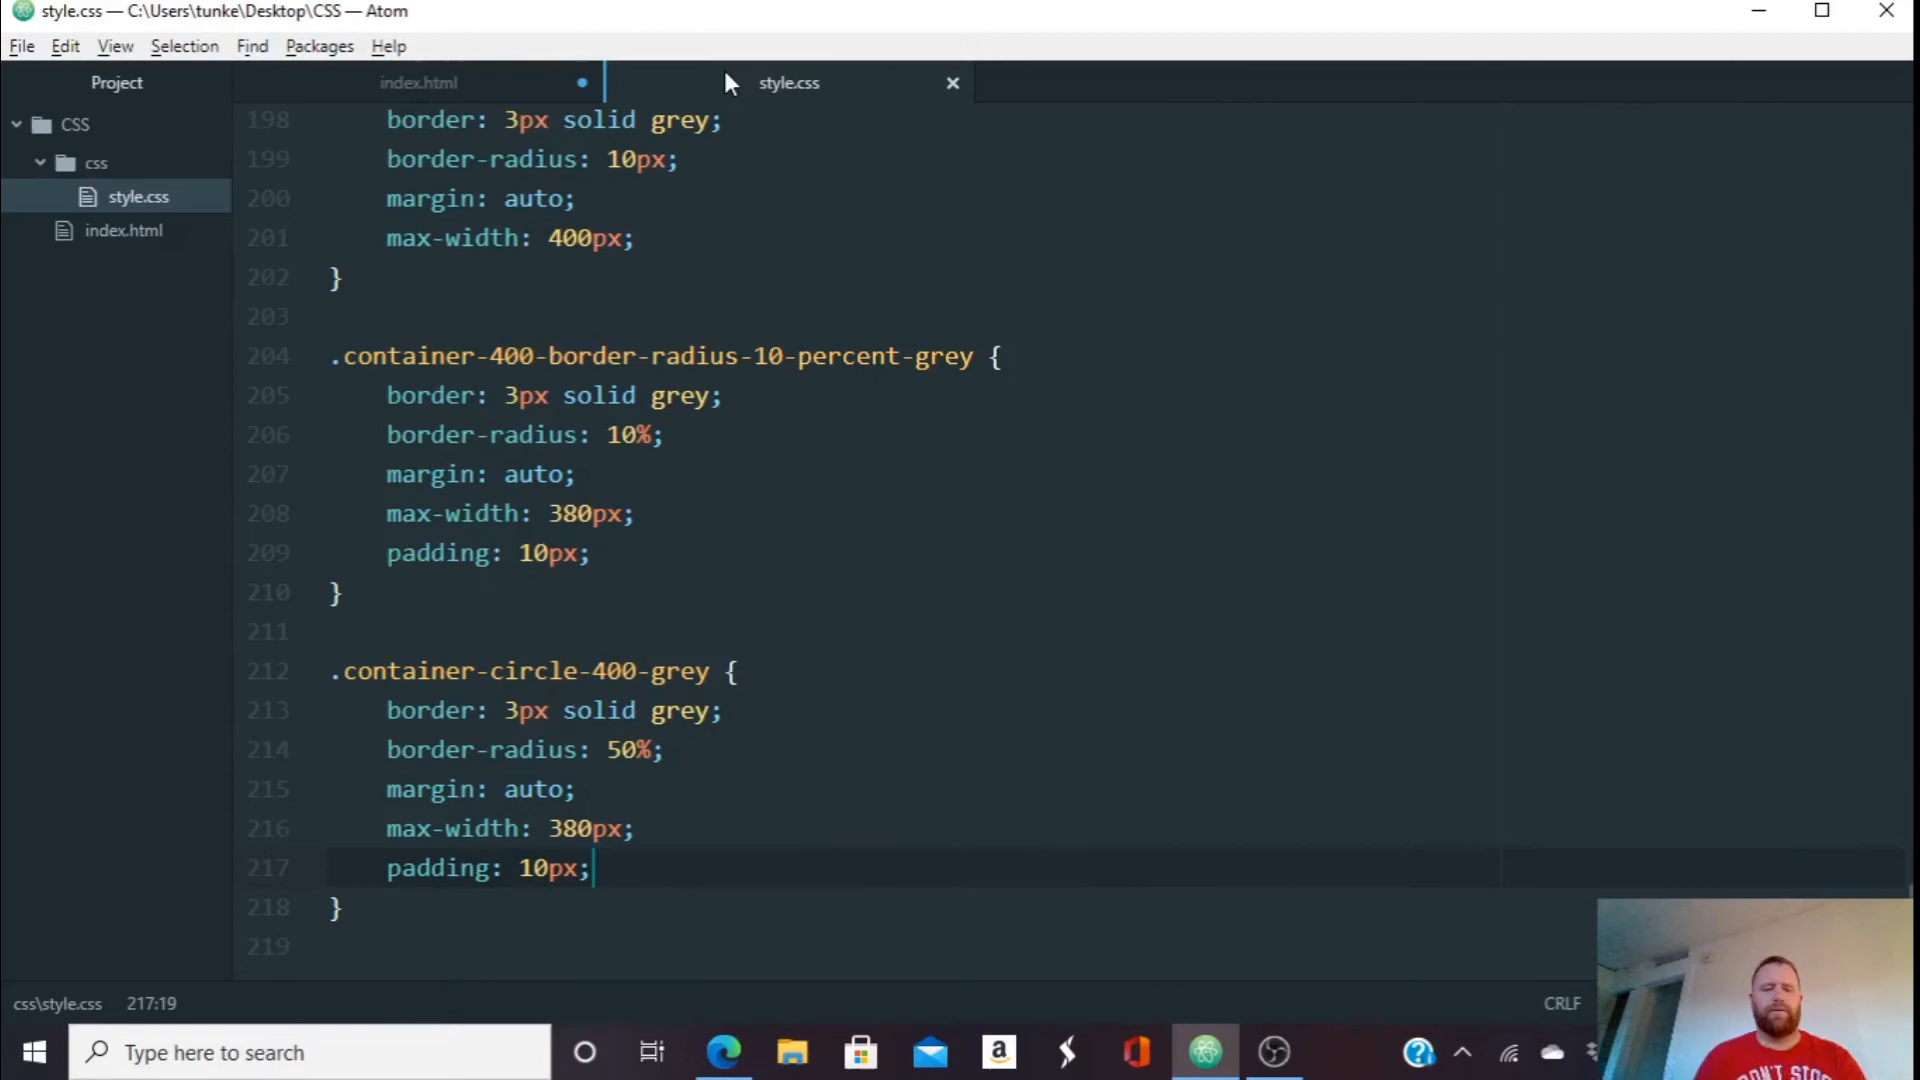 style.css — C:\Users\tunke\Desktop\CSS — Atom
File Edit View Selection Find Packages Help
Project index.html style.css
CSS
css
style.css
index.html
198 border: 3px solid grey;
199 border-radius: 10px;
200 margin: auto;
201 max-width: 400px;
202 }
203
204 .container-400-border-radius-10-percent-grey {
205 border: 3px solid grey;
206 border-radius: 10%;
207 margin: auto;
208 max-width: 380px;
209 padding: 10px;
210 }
211
212 .container-circle-400-grey {
213 border: 3px solid grey;
214 border-radius: 50%;
215 margin: auto;
216 max-width: 380px;
217 padding: 10px;
218 }
219
css\style.css 217:19 CRLF
Type here to search
DON'T STOP